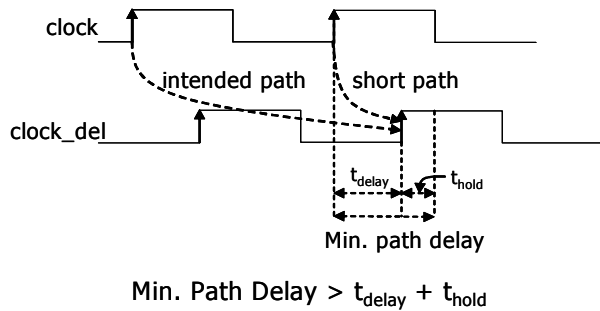 clock
intended path short path
clock_del
tdelay thold
Min. path delay
Min. Path Delay > tdelay + thold